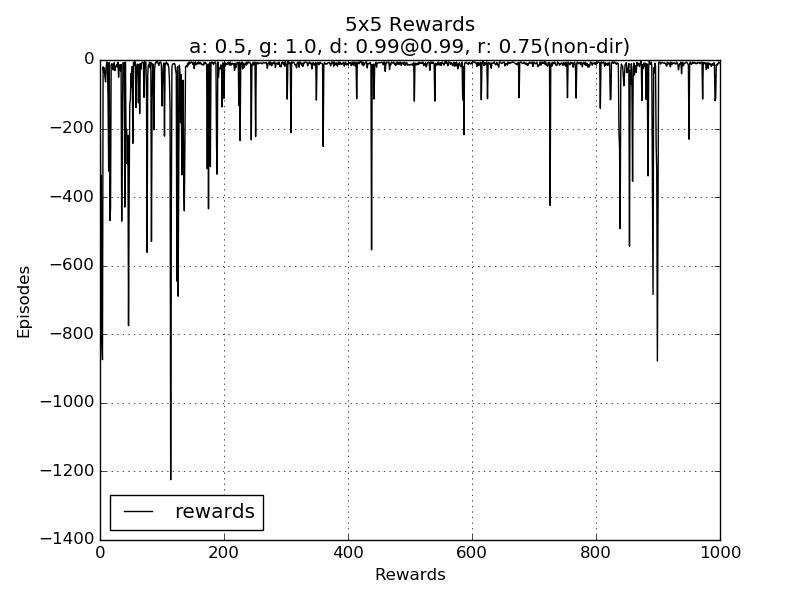 5x5 Rewards
a: 0.5, g: 1.0, d: 0.99@0.99, r: 0.75(non-dir)
0
−200
−400
−600
−800
−1000
−1200
−1400
Episodes
rewards
0 200 400 600 800 1000
Rewards